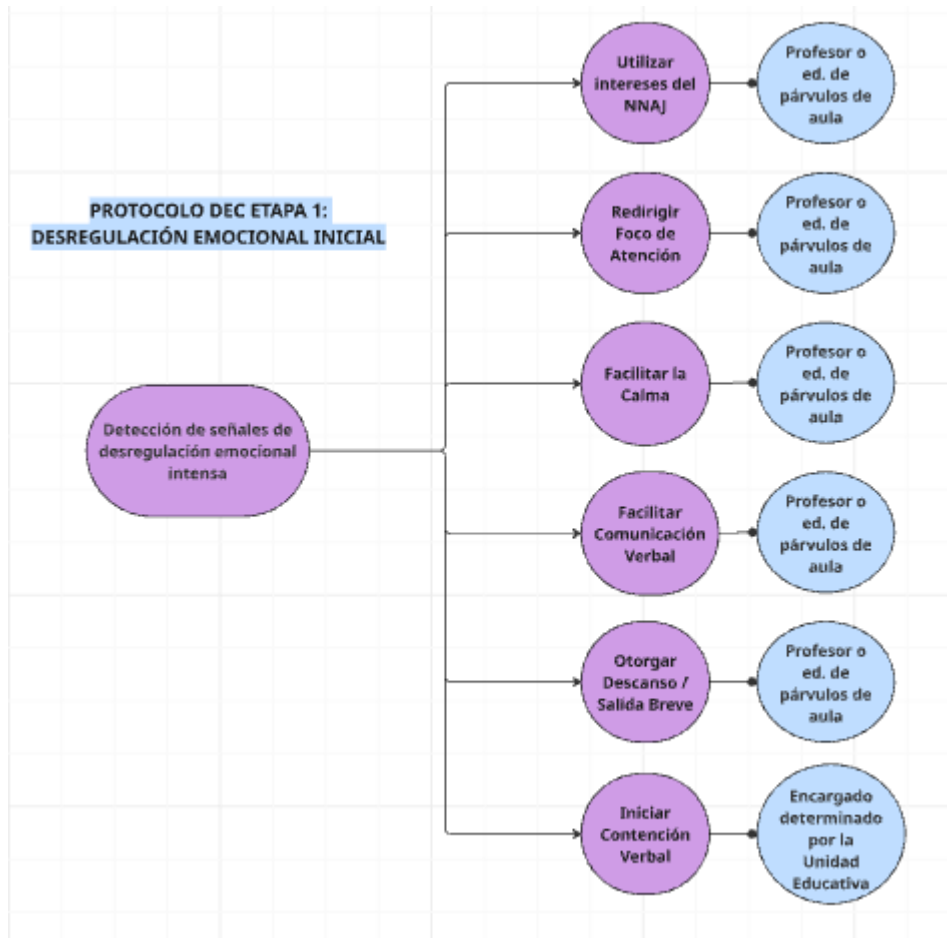 PROTOCOLO DEC ETAPA 1:
DESREGULACIÓN EMOCIONAL INICIAL
Detección de señales de
desregulación emocional
intensa
Utilizar
intereses del
NNAJ
Profesor o
ed. de
párvulos de
aula
Redirigir
Foco de
Atención
Profesor o
ed. de
párvulos de
aula
Facilitar la
Calma
Profesor o
ed. de
párvulos de
aula
Facilitar
Comunicación
Verbal
Profesor o
ed. de
párvulos de
aula
Otorgar
Descanso /
Salida Breve
Profesor o
ed. de
párvulos de
aula
Iniciar
Contención
Verbal
Encargado
determinado
por la
Unidad
Educativa